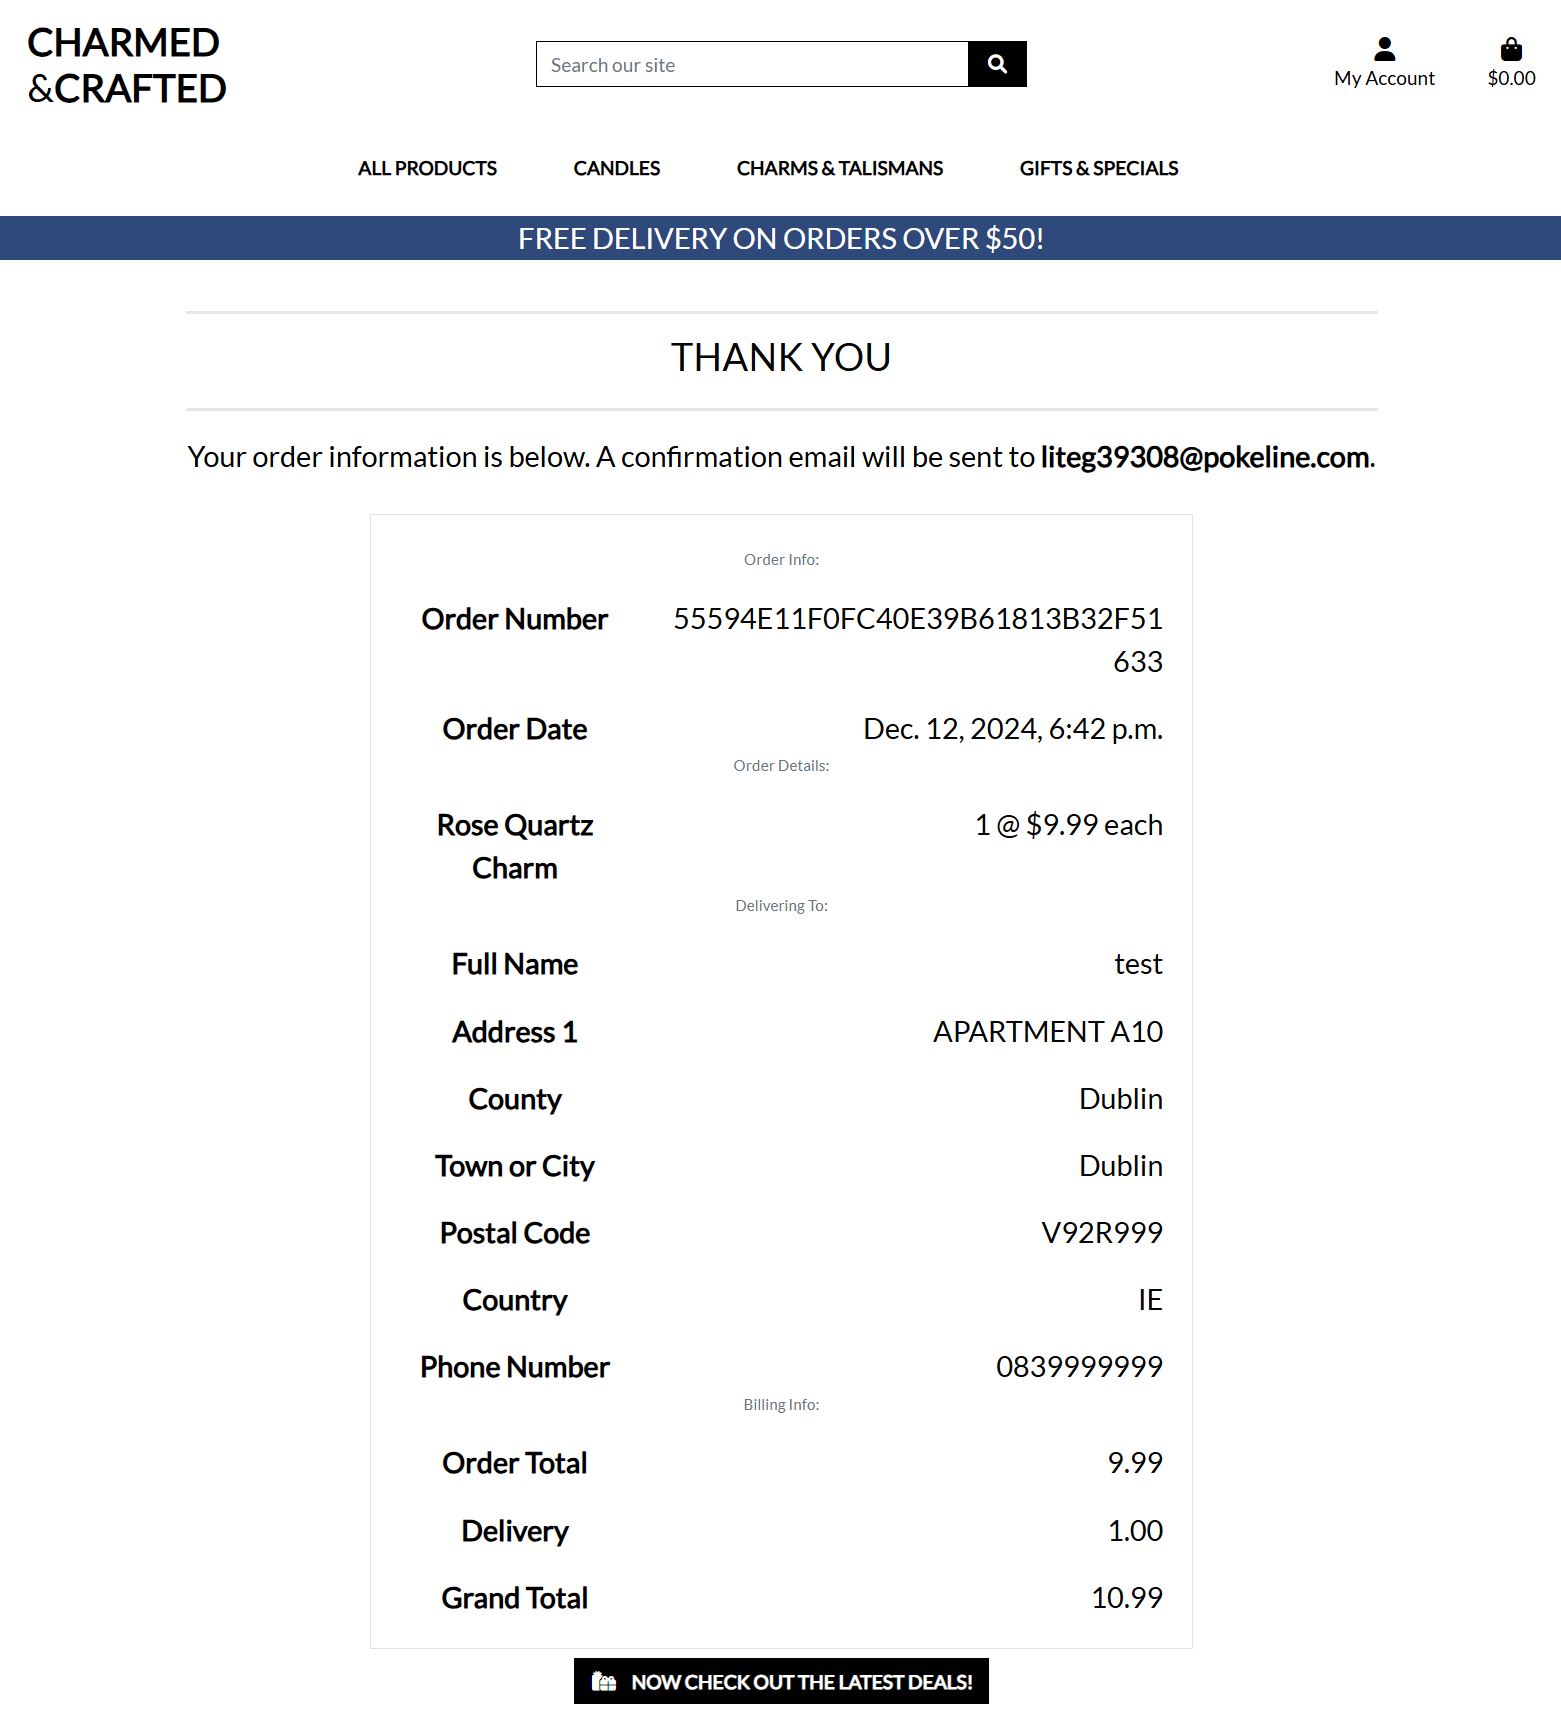 CHARMED
&CRAFTED
Search our site
My Account
$0.00
ALL PRODUCTS
CANDLES
CHARMS & TALISMANS
GIFTS & SPECIALS
FREE DELIVERY ON ORDERS OVER $50!
THANK YOU
Your order information is below. A confirmation email will be sent to liteg39308@pokeline.com.
Order Info:
Order Number 55594E11F0FC40E39B61813B32F51
633
Order Date Dec. 12, 2024, 6:42 p.m.
Order Details:
Rose Quartz 1 @ $9.99 each
Charm
Delivering To:
Full Name test
Address 1 APARTMENT A10
County Dublin
Town or City Dublin
Postal Code V92R999
Country IE
Phone Number 0839999999
Billing Info:
Order Total 9.99
Delivery 1.00
Grand Total 10.99
NOW CHECK OUT THE LATEST DEALS!